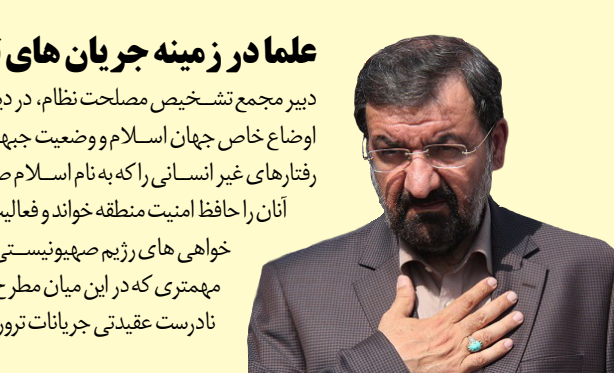 علما در زمینه جریان های
دبیر مجمع تشخیص مصلحت نظام، در
اوضاع خاص جهان اسلام و وضعیت
رفتارهای غیر انسانی را که به نام اسلام
آنان را حافظ امنیت منطقه خواند و
خواهی های رژیم صهیونیستی
مهمتری که در این میان مطرح
نادرست عقیدتی جریانات